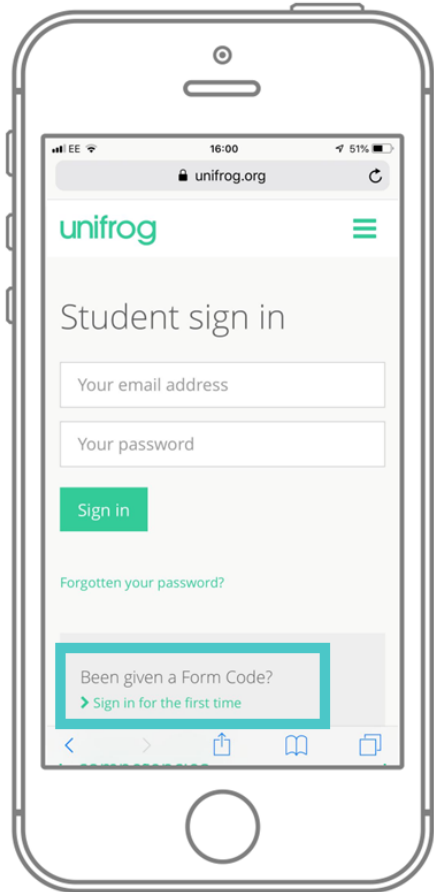 EE 16:00 51%
unifrog.org
unifrog
Student sign in
Your email address
Your password
Sign in
Forgotten your password?
Been given a Form Code?
Sign in for the first time